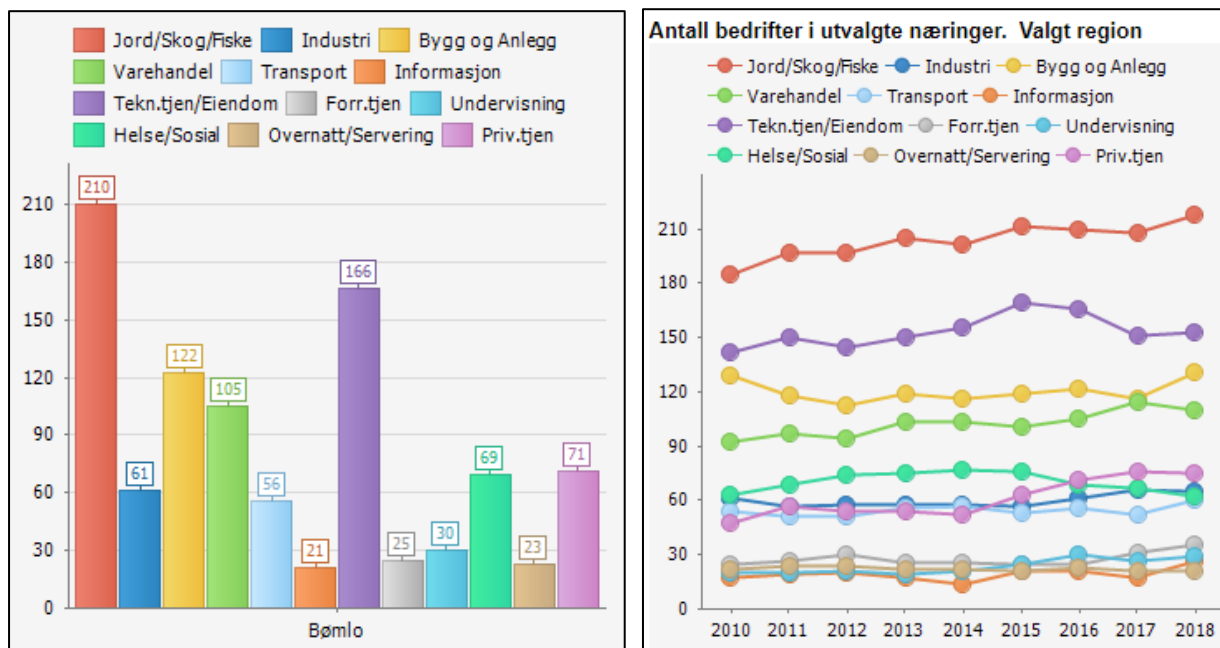 Jord/Skog/Fiske Industri Bygg og Anlegg
Varehandel Transport Informasjon
Tekn.tjen/Eiendom Forr.tjen Undervisning
Helse/Sosial Overnatt/Servering Priv.tjen
210
180
150
120
90
60
30
0
210
61
122
105
56
21
166
25
30
69
23
71
Bømlo
Antall bedrifter i utvalgte næringer. Valgt region
Jord/Skog/Fiske Industri Bygg og Anlegg
Varehandel Transport Informasjon
Tekn.tjen/Eiendom Forr.tjen Undervisning
Helse/Sosial Overnatt/Servering Priv.tjen
210
180
150
120
90
60
30
0
2010 2011 2012 2013 2014 2015 2016 2017 2018